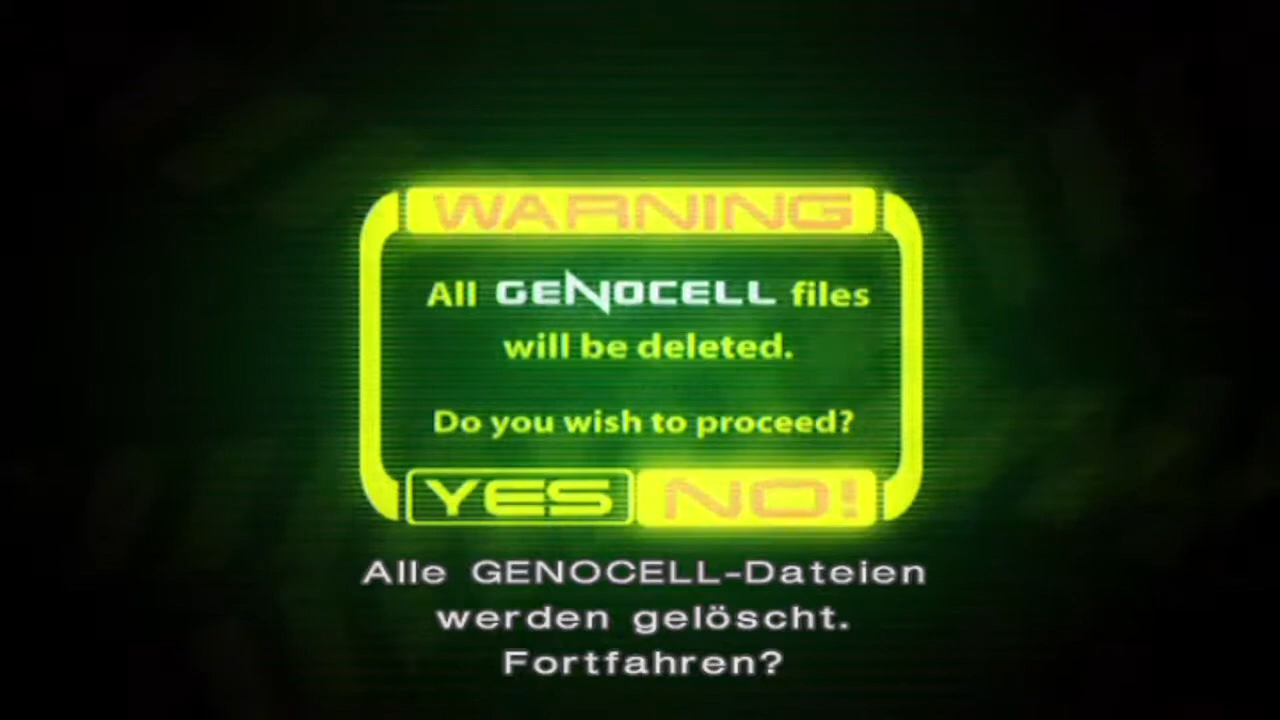 WARNING
All GENOCELL files
will be deleted.
Do you wish to proceed?
YES NO!
Alle GENOCELL-Dateien
werden gelöscht.
Fortfahren?